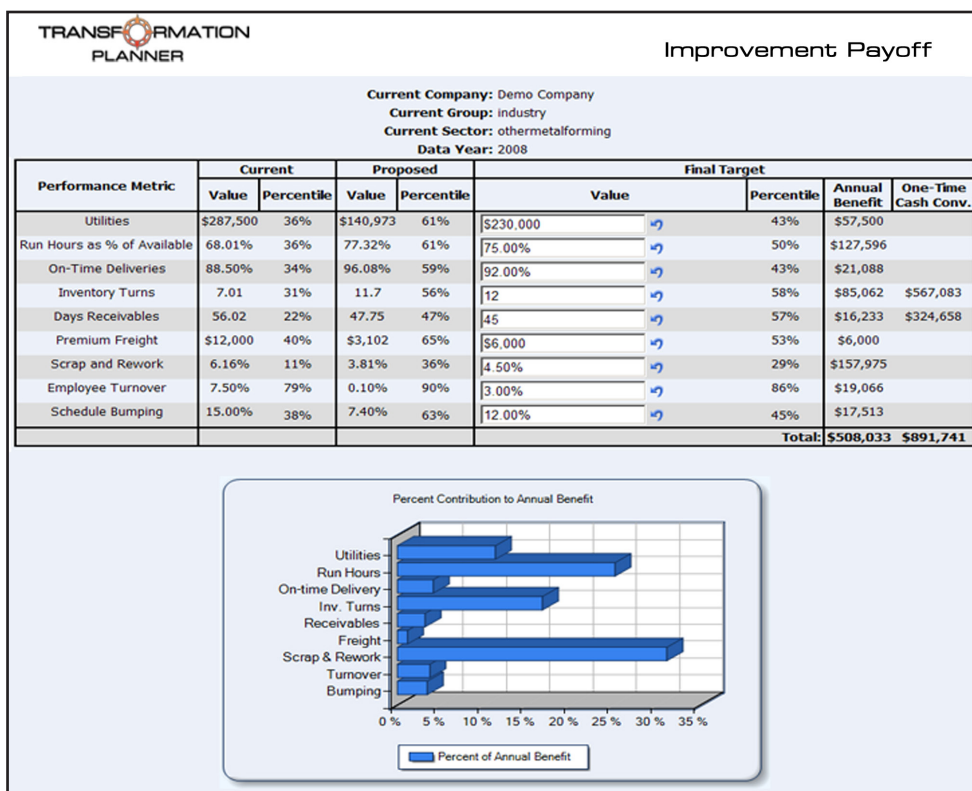 TRANSFORMATION
PLANNER
Improvement Payoff
Current Company: Demo Company
Current Group: industry
Current Sector: othermetalforming
Data Year: 2008
Performance Metric Current Proposed Final Target
Value Percentile Value Percentile Value Percentile Annual Benefit One-Time Cash Conv.
Utilities $287,500 36% $140,973 61% $230,000 43% $57,500
Run Hours as % of Available 68.01% 36% 77.32% 61% 75.00% 50% $127,596
On-Time Deliveries 88.50% 34% 96.08% 59% 92.00% 43% $21,088
Inventory Turns 7.01 31% 11.7 56% 12 58% $85,062 $567,083
Days Receivables 56.02 22% 47.75 47% 45 57% $16,233 $324,658
Premium Freight $12,000 40% $3,102 65% $6,000 53% $6,000
Scrap and Rework 6.16% 11% 3.81% 36% 4.50% 29% $157,975
Employee Turnover 7.50% 79% 0.10% 90% 3.00% 86% $19,066
Schedule Bumping 15.00% 38% 7.40% 63% 12.00% 45% $17,513
Total: $508,033 $891,741
Percent Contribution to Annual Benefit
Utilities
Run Hours
On-time Delivery
Inv. Turns
Receivables
Freight
Scrap & Rework
Turnover
Bumping
0 % 5 % 10 % 15 % 20 % 25 % 30 % 35 %
Percent of Annual Benefit